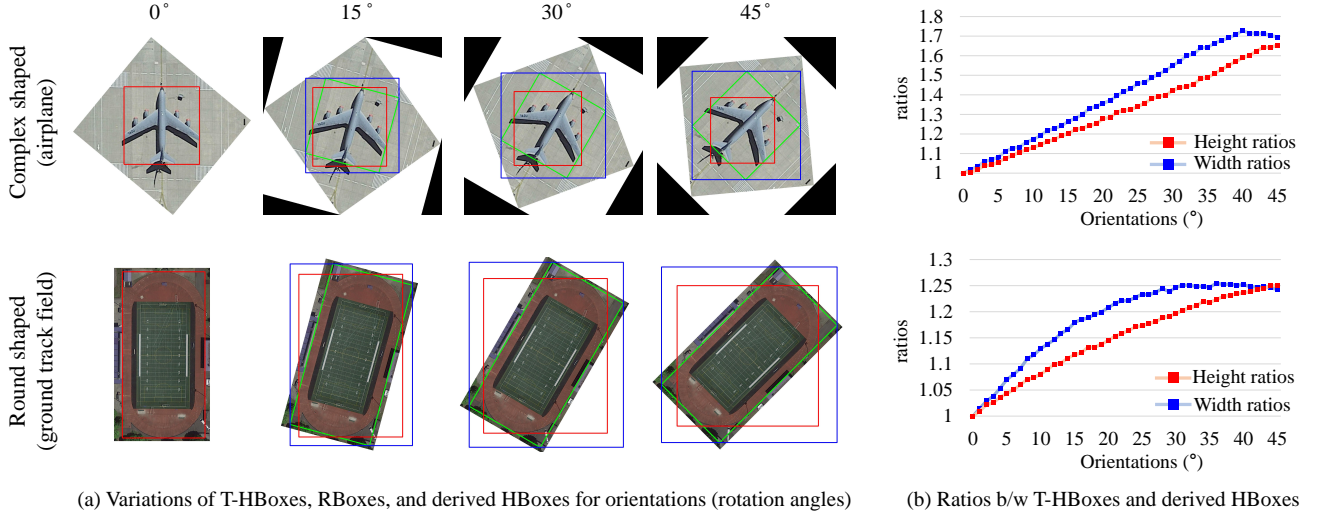 0°
15°
30°
45°
Complex shaped
(airplane)
Round shaped
(ground track field)
(a) Variations of T-HBoxes, RBoxes, and derived HBoxes for orientations (rotation angles)
1.8
1.7
1.6
1.5
1.4
1.3
1.2
1.1
1
ratios
Height ratios
Width ratios
0 5 10 15 20 25 30 35 40 45
Orientations (°)
1.3
1.25
1.2
1.15
1.1
1.05
1
ratios
Height ratios
Width ratios
0 5 10 15 20 25 30 35 40 45
Orientations (°)
(b) Ratios b/w T-HBoxes and derived HBoxes